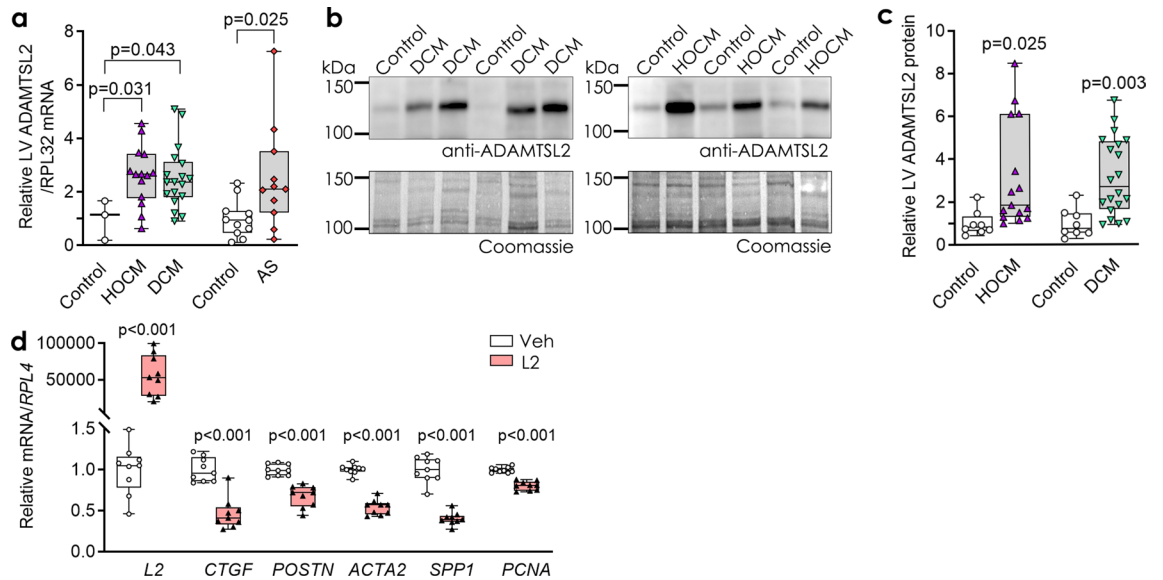 a
Relative LV ADAMTSL2
/RPL32 mRNA
8
6
4
2
0
p=0.025
p=0.043
p=0.031
Control
HOCM
DCM
Control
AS
b
Control
DCM
DCM
Control
DCM
DCM
kDa
150
100
anti-ADAMTSL2
150
100
Coomassie
Control
HOCM
Control
HOCM
Control
HOCM
kDa
150
100
anti-ADAMTSL2
150
100
Coomassie
c
Relative LV ADAMTSL2 protein
10
8
6
4
2
0
p=0.025
p=0.003
Control
HOCM
Control
DCM
d
Relative mRNA/RPL4
100000
50000
1.5
1.0
0.5
0.0
p<0.001
p<0.001
p<0.001
p<0.001
p<0.001
p<0.001
Veh
L2
L2
CTGF
POSTN
ACTA2
SPP1
PCNA